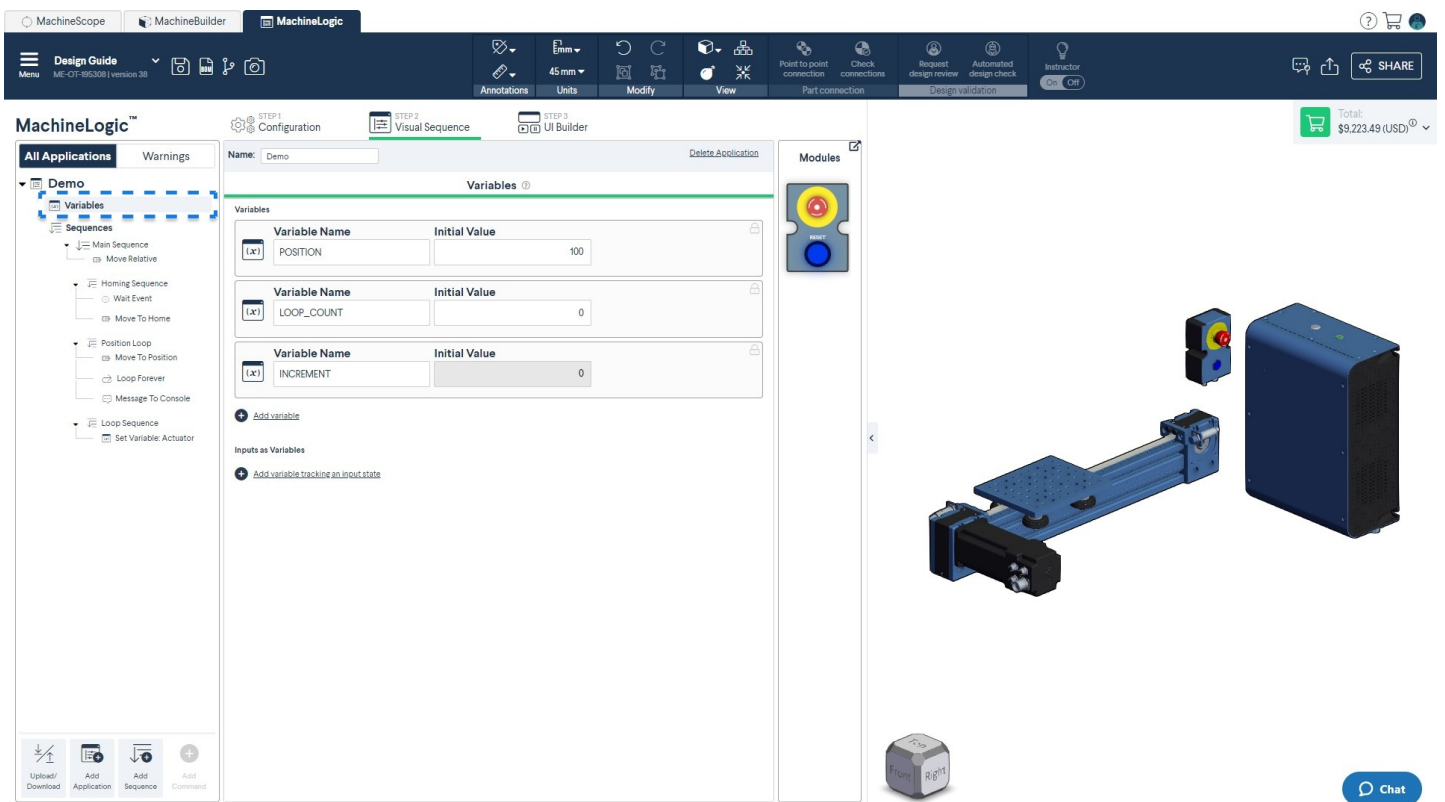 MachineScope MachineBuilder MachineLogic
Menu
Design Guide
ME-OT-195308 | version 38
mm
45 mm
Annotations Units Modify View
Point to point connection
Check connections
Part connection
Request design review
Automated design check
Design validation
Instructor
On Off
SHARE
MachineLogic™
STEP 1
Configuration
STEP 2
Visual Sequence
STEP 3
UI Builder
Total:
$9,223.49 (USD)
All Applications Warnings
Demo
Variables
Sequences
Main Sequence
Move Relative
Homing Sequence
Wait Event
Move To Home
Position Loop
Move To Position
Loop Forever
Message To Console
Loop Sequence
Set Variable: Actuator
Upload/
Download
Add
Application
Add
Sequence
Add
Command
Name: Demo Delete Application
Variables
Variables
Variable Name Initial Value
(x) POSITION 100
Variable Name Initial Value
(x) LOOP_COUNT 0
Variable Name Initial Value
(x) INCREMENT 0
Add variable
Inputs as Variables
Add variable tracking an input state
Modules
RESET
Top
Front Right
Chat